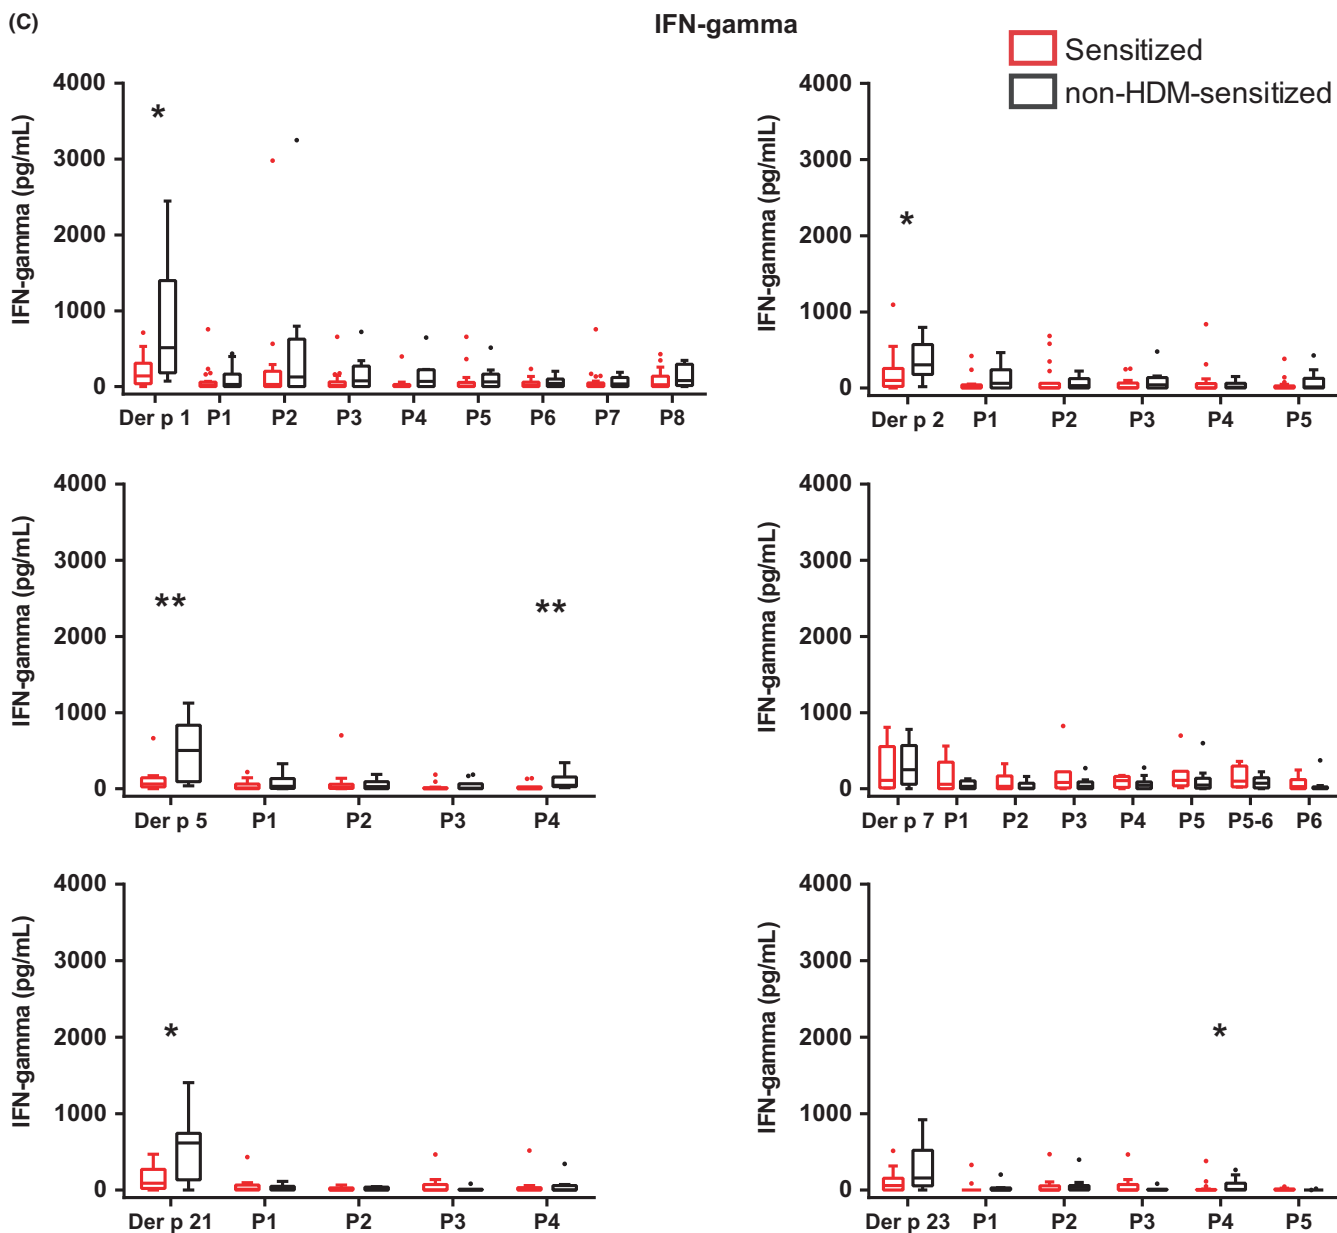 (C)
IFN-gamma
Sensitized
non-HDM-sensitized
IFN-gamma (pg/mL)
4000
3000
2000
1000
0
*
Der p 1 P1 P2 P3 P4 P5 P6 P7 P8
IFN-gamma (pg/mIL)
4000
3000
2000
1000
0
*
Der p 2 P1 P2 P3 P4 P5
IFN-gamma (pg/mL)
4000
3000
2000
1000
0
** **
Der p 5 P1 P2 P3 P4
IFN-gamma (pg/mL)
4000
3000
2000
1000
0
Der p 7 P1 P2 P3 P4 P5 P5-6 P6
IFN-gamma (pg/mL)
4000
3000
2000
1000
0
*
Der p 21 P1 P2 P3 P4
IFN-gamma (pg/mL)
4000
3000
2000
1000
0
*
Der p 23 P1 P2 P3 P4 P5